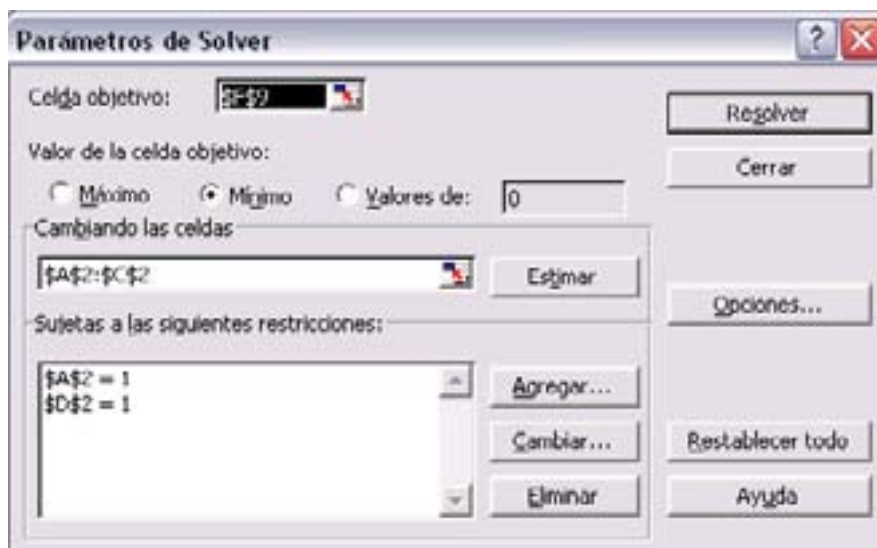 Parámetros de Solver
Celda objetivo: $F$9
Resolver
Valor de la celda objetivo:
Cerrar
Máximo Mínimo Valores de: 0
Cambiando las celdas
$A$2:$C$2
Estimar
Opciones...
Sujetas a las siguientes restricciones:
$A$2 = 1
$D$2 = 1
Agregar...
Cambiar...
Restablecer todo
Eliminar
Ayuda